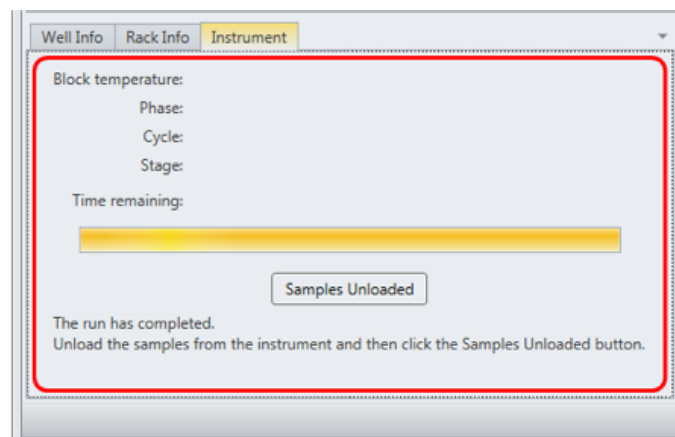 Well Info Rack Info Instrument
Block temperature:
Phase:
Cycle:
Stage:
Time remaining:
Samples Unloaded
The run has completed.
Unload the samples from the instrument and then click the Samples Unloaded button.